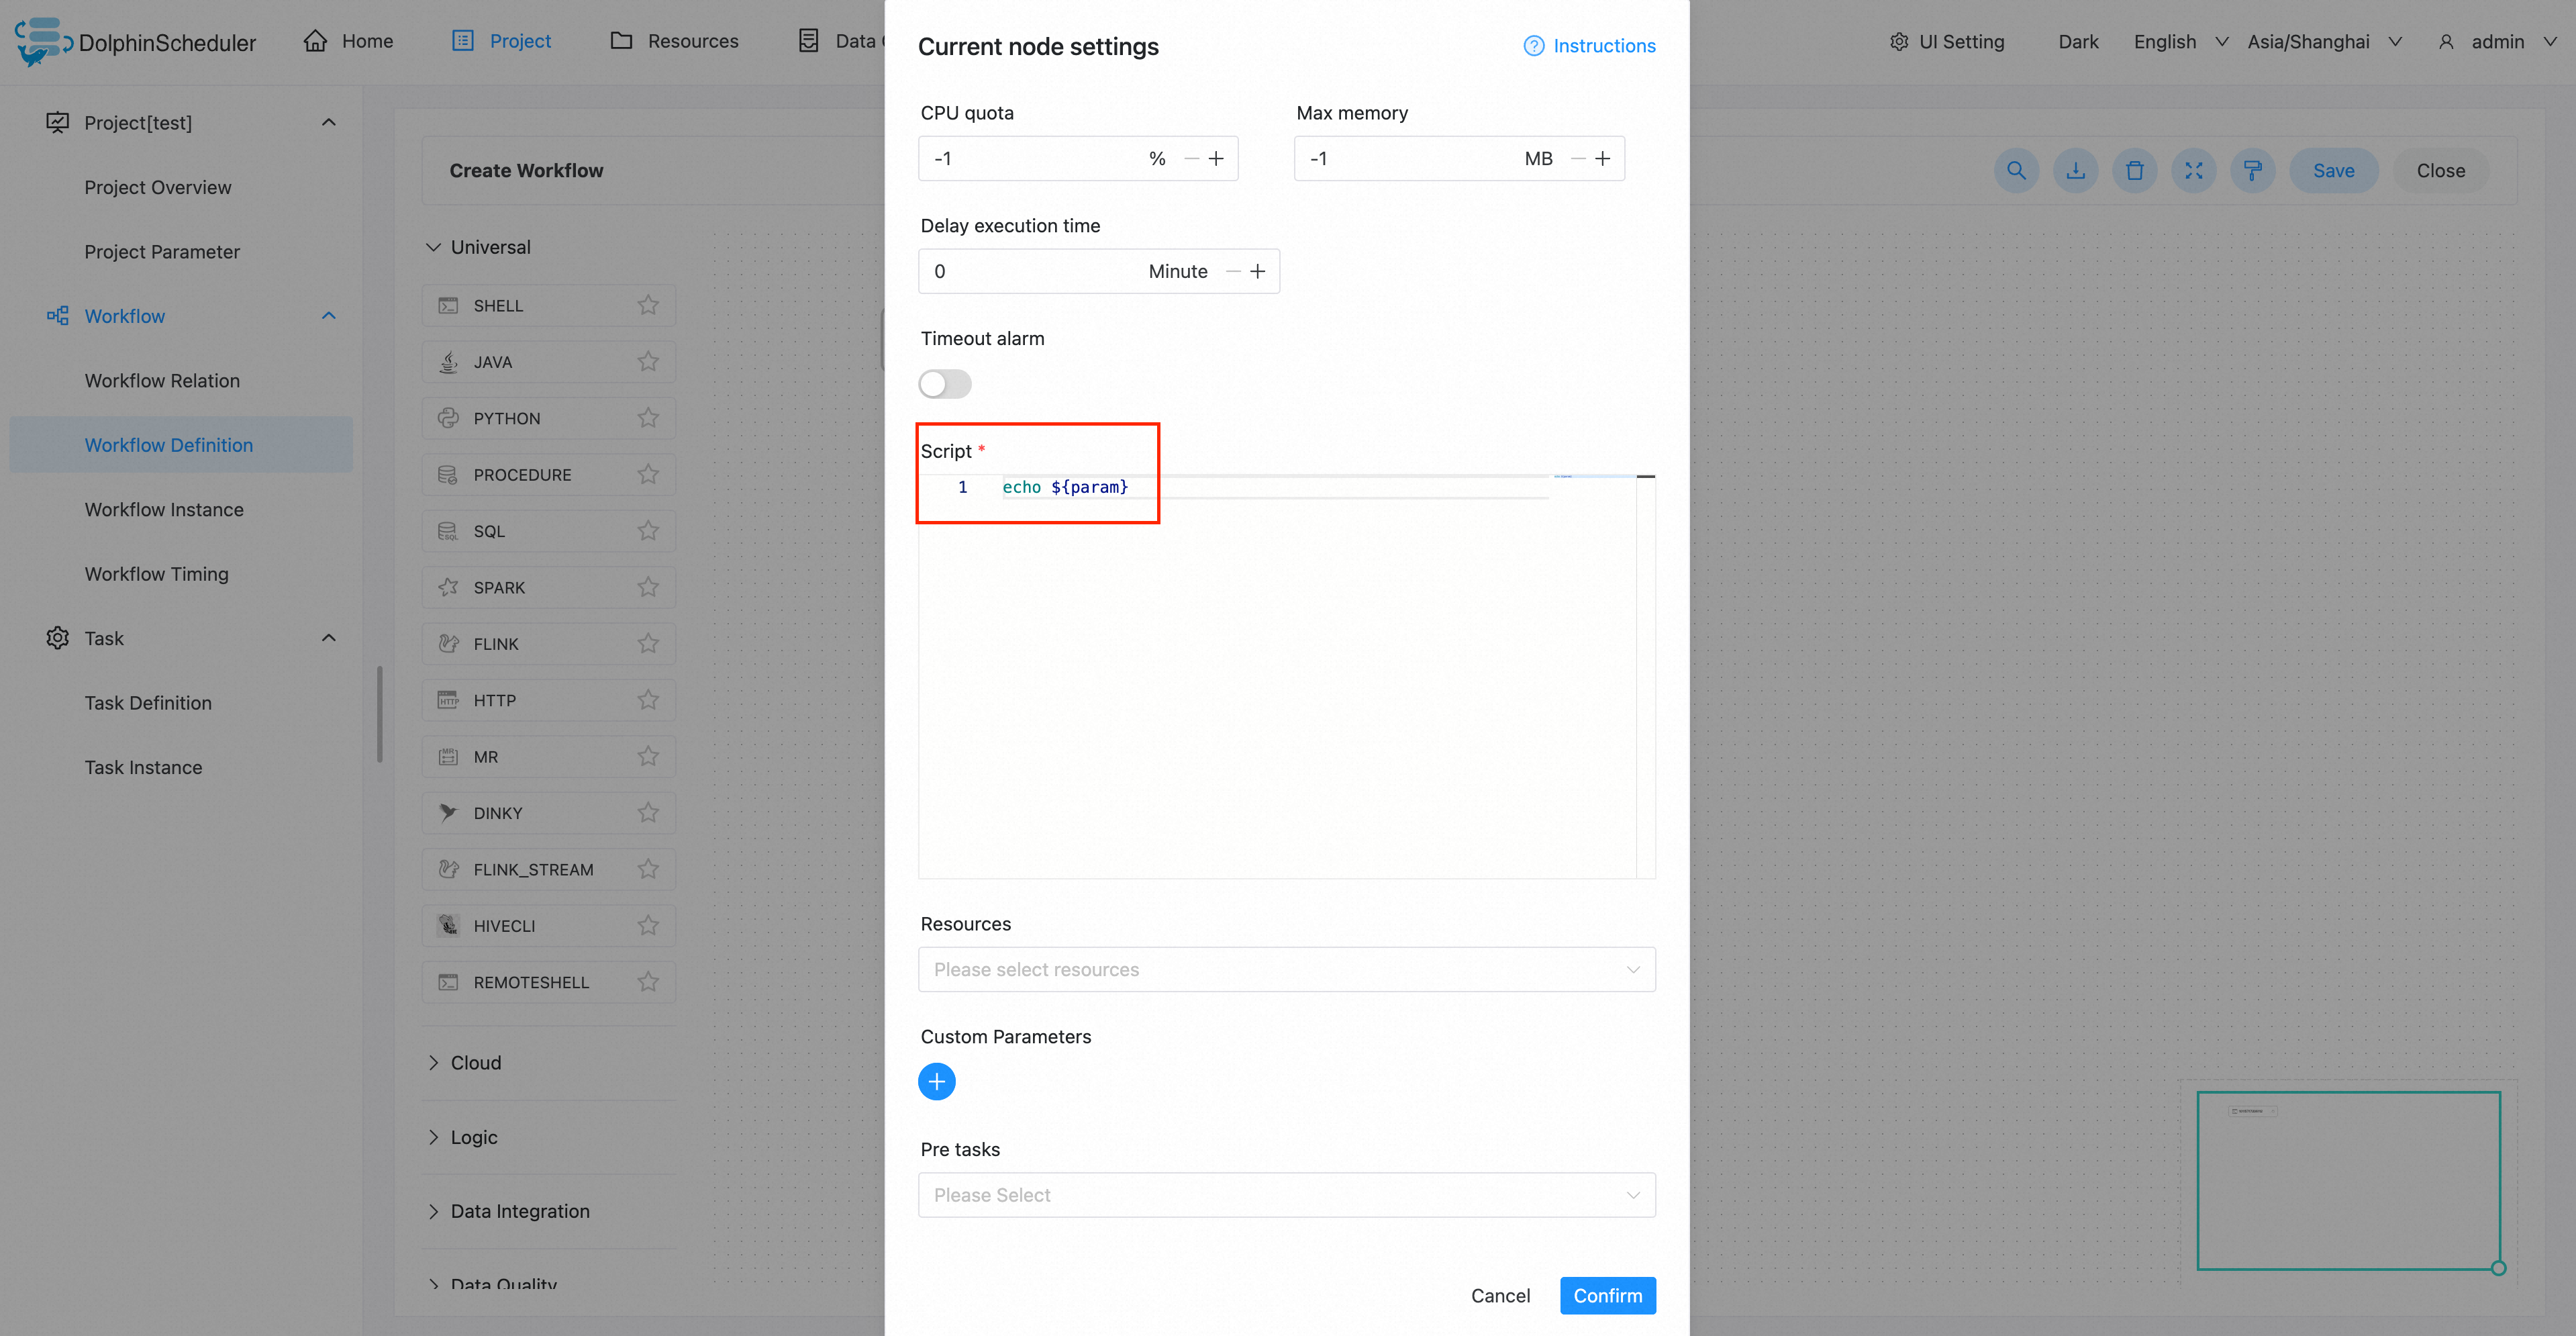 DolphinScheduler
Home
Project
Resources
Data
UI Setting
Dark
English
Asia/Shanghai
admin
Project[test]
Project Overview
Project Parameter
Workflow
Workflow Relation
Workflow Definition
Workflow Instance
Workflow Timing
Task
Task Definition
Task Instance
Create Workflow
Save
Close
Universal
SHELL
JAVA
PYTHON
PROCEDURE
SQL
SPARK
FLINK
HTTP
MR
DINKY
FLINK_STREAM
HIVECLI
REMOTESHELL
Cloud
Logic
Data Integration
Data Quality
Current node settings
Instructions
CPU quota
Max memory
-1 %
-1 MB
Delay execution time
0 Minute
Timeout alarm
Script *
1 echo ${param}
Resources
Please select resources
Custom Parameters
Pre tasks
Please Select
Cancel
Confirm